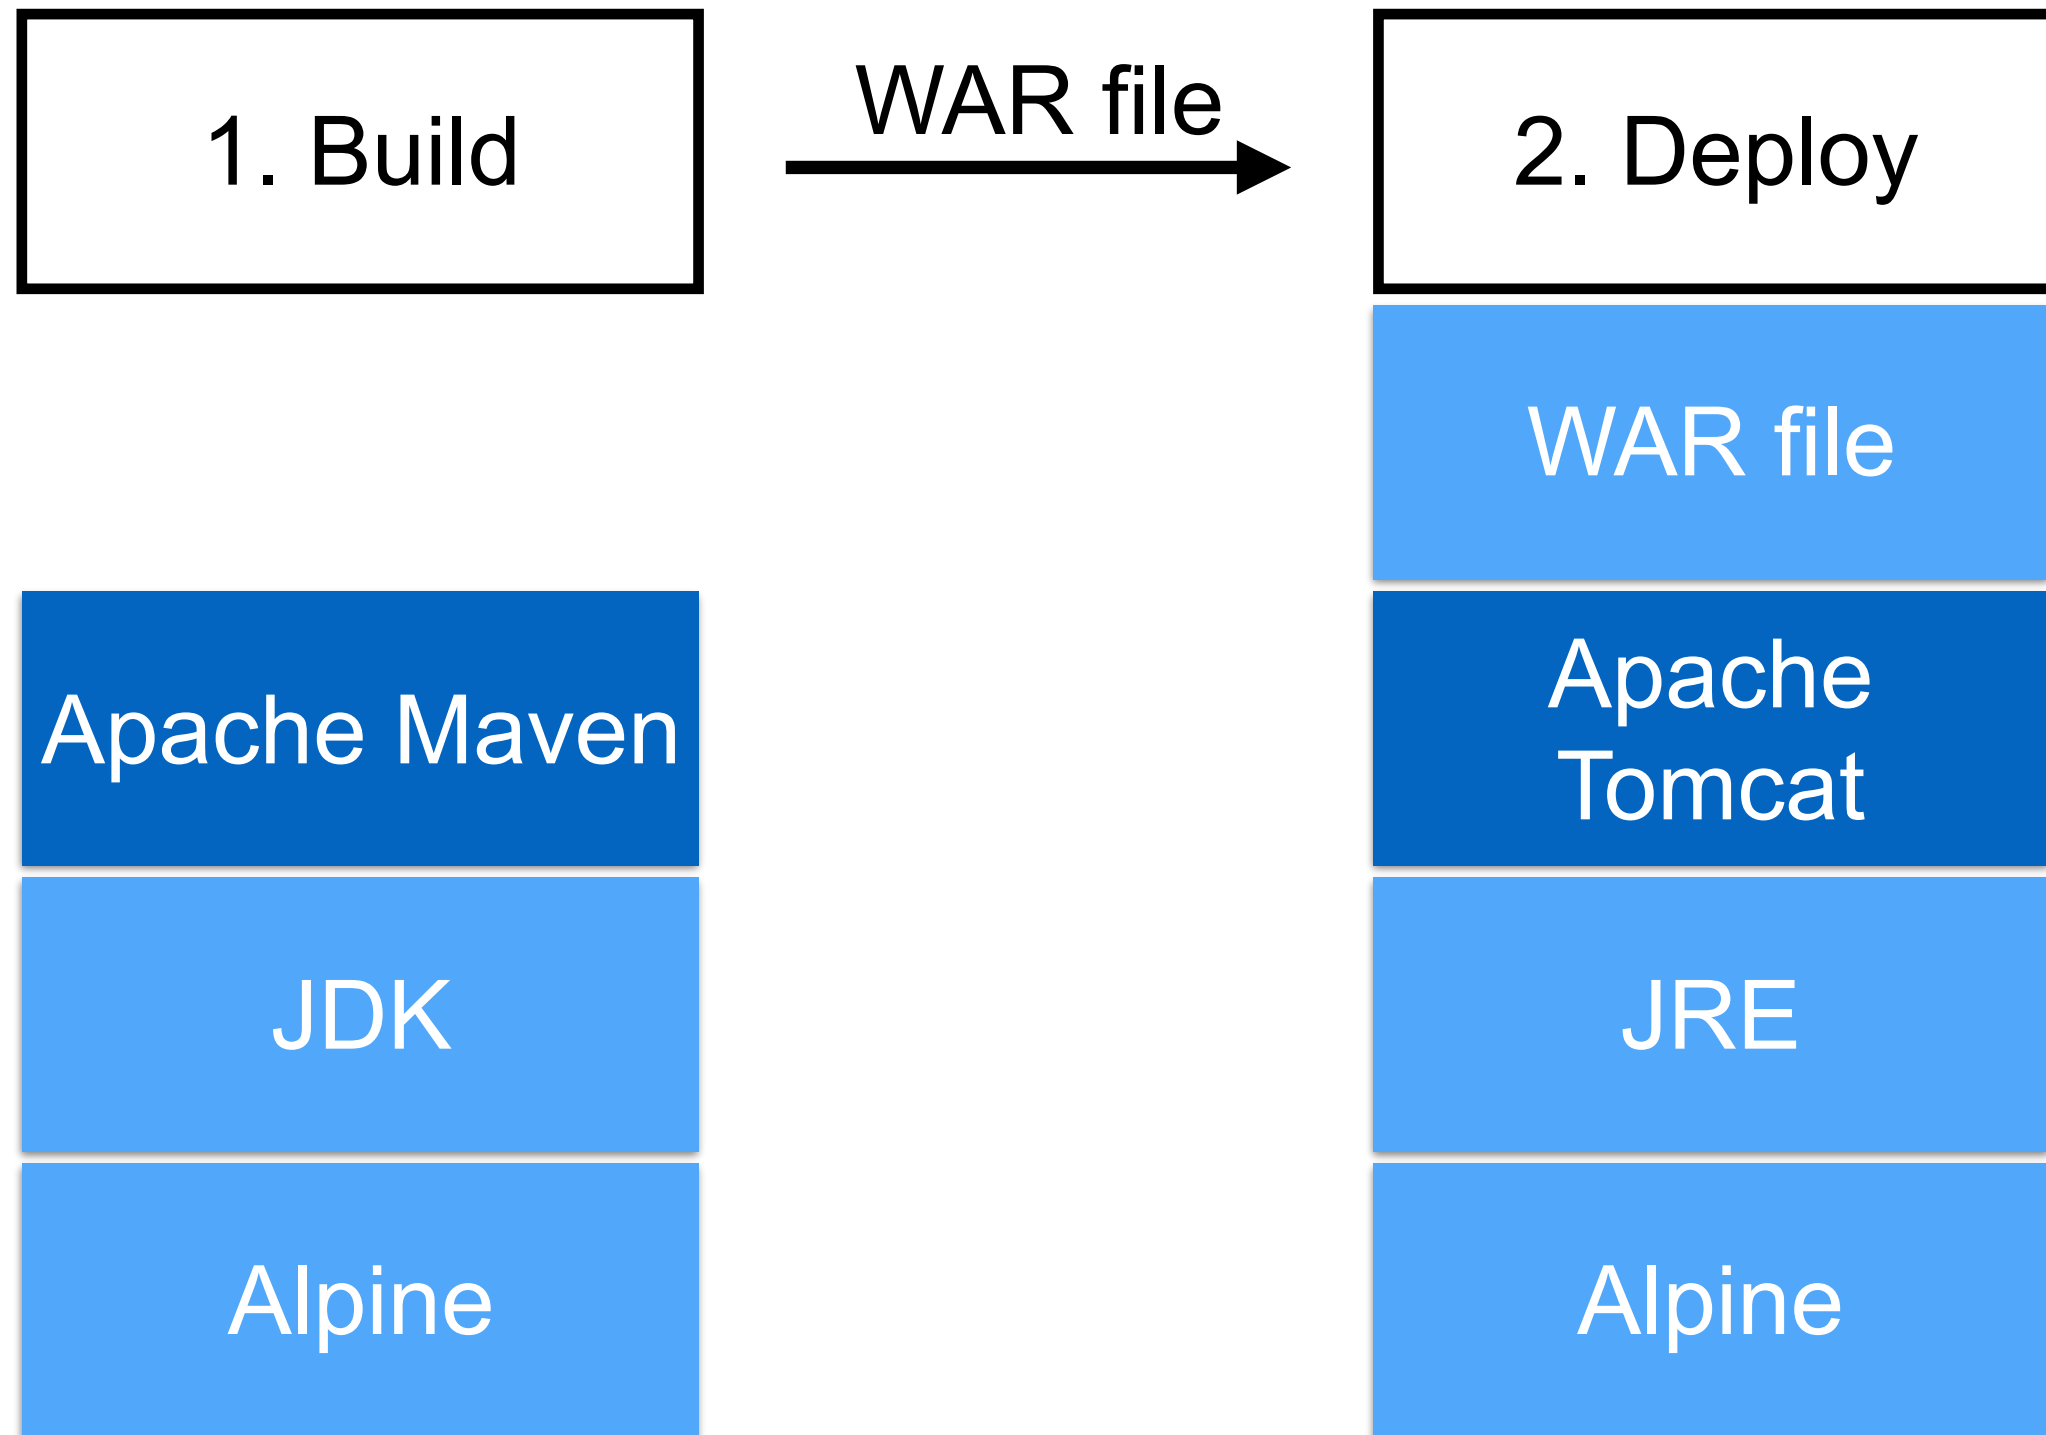 1. Build
WAR file
2. Deploy
WAR file
Apache Maven
Apache
Tomcat
JDK
JRE
Alpine
Alpine